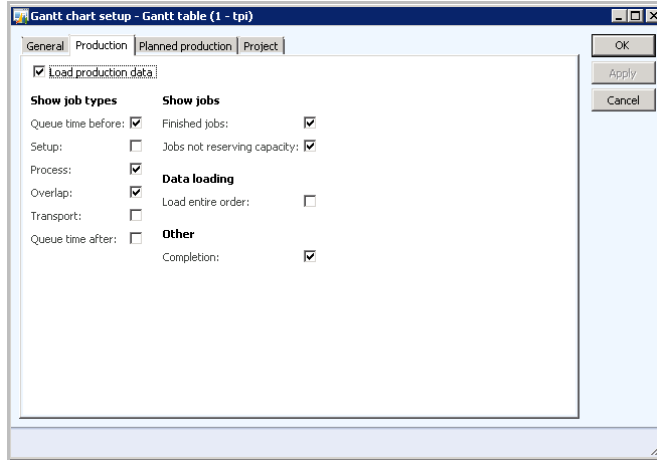 Gantt chart setup - Gantt table (1 - tpi)
General Production Planned production Project
OK
Load production data
Apply
Show job types Show jobs
Cancel
Queue time before: Finished jobs:
Setup: Jobs not reserving capacity:
Process:
Data loading
Overlap:
Load entire order:
Transport:
Other
Queue time after:
Completion: